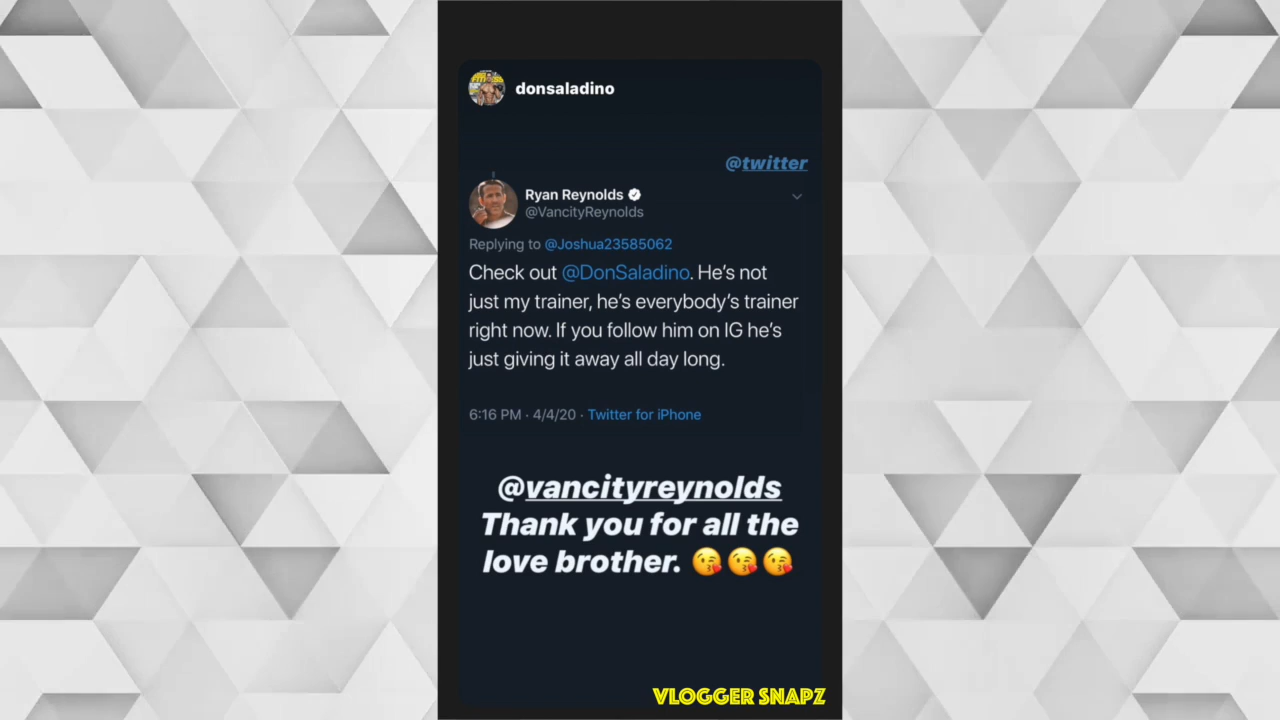 donsaladino
@twitter
Ryan Reynolds
@VancityReynolds
Replying to @Joshua23585062
Check out @DonSaladino. He's not
just my trainer, he's everybody's trainer
right now. If you follow him on IG he's
just giving it away all day long.
6:16 PM · 4/4/20 · Twitter for iPhone
@vancityreynolds
Thank you for all the
love brother. 😘😘😘
VLOGGER SNAPZ